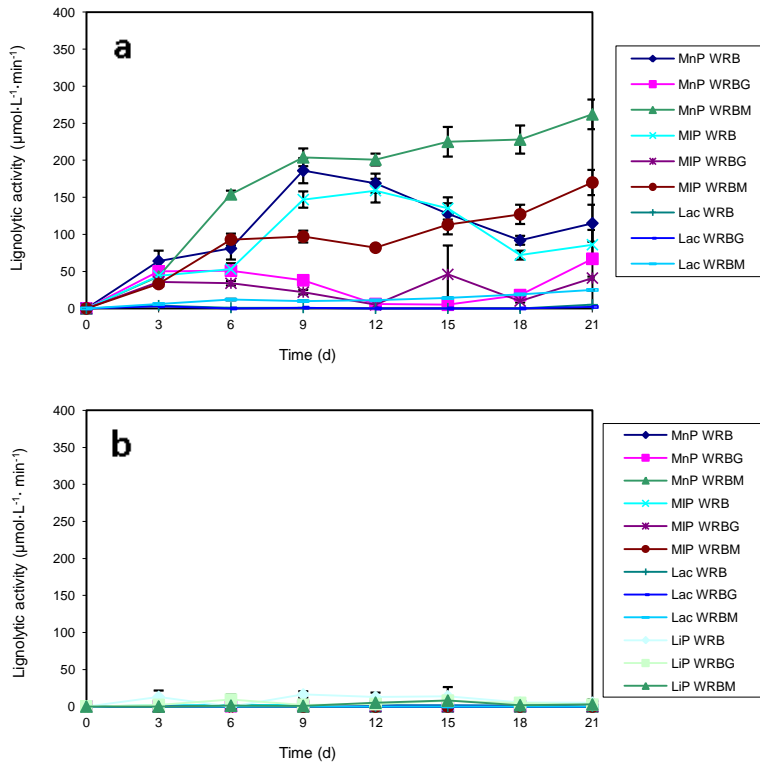 a
Lignolytic activity (µmol·L⁻¹·min⁻¹)
400
350
300
250
200
150
100
50
0
0 3 6 9 12 15 18 21
Time (d)
MnP WRB
MnP WRBG
MnP WRBM
MIP WRB
MIP WRBG
MIP WRBM
Lac WRB
Lac WRBG
Lac WRBM
b
Lignolytic activity (µmol·L⁻¹· min⁻¹)
400
350
300
250
200
150
100
50
0
0 3 6 9 12 15 18 21
Time (d)
MnP WRB
MnP WRBG
MnP WRBM
MIP WRB
MIP WRBG
MIP WRBM
Lac WRB
Lac WRBG
Lac WRBM
LiP WRB
LiP WRBG
LiP WRBM